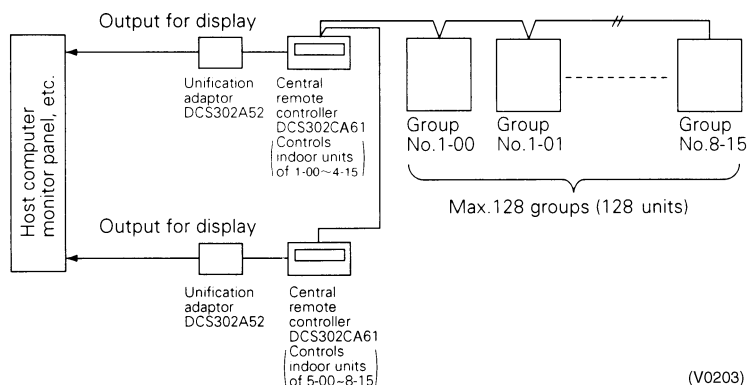 Output for display
Unification
adaptor
DCS302A52
Central
remote
controller
DCS302CA61
(Controls
indoor units
of 1-00~4-15)
Host computer
monitor panel, etc.
Group
No.1-00
Group
No.1-01
Group
No.8-15
Max.128 groups (128 units)
Output for display
Unification
adaptor
DCS302A52
Central
remote
controller
DCS302CA61
(Controls
indoor units
of 5-00~8-15)
(V0203)